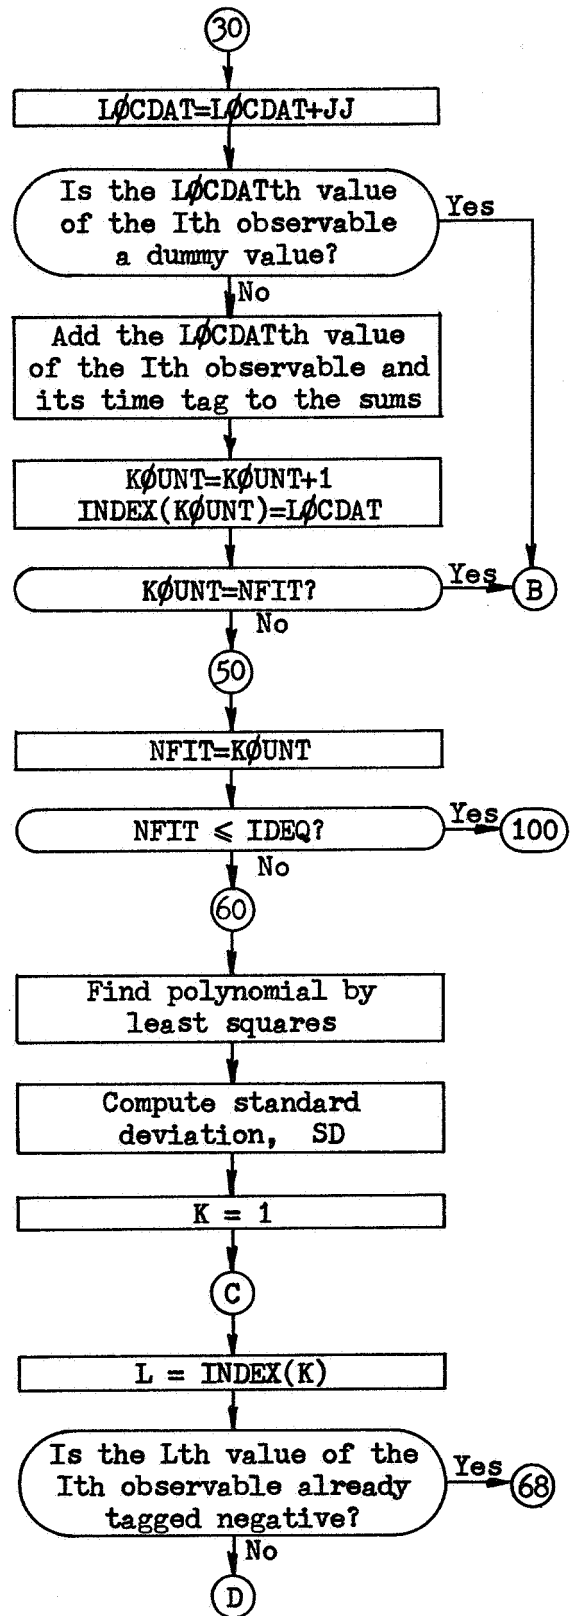 30
LØCDAT=LØCDAT+JJ
Is the LØCDATth value
of the Ith observable
a dummy value?
Yes
No
Add the LØCDATth value
of the Ith observable and
its time tag to the sums
KØUNT=KØUNT+1
INDEX(KØUNT)=LØCDAT
KØUNT=NFIT?
Yes
B
No
50
NFIT=KØUNT
NFIT ⩽ IDEQ?
Yes
100
No
60
Find polynomial by
least squares
Compute standard
deviation, SD
K = 1
C
L = INDEX(K)
Is the Lth value of the
Ith observable already
tagged negative?
Yes
68
No
D